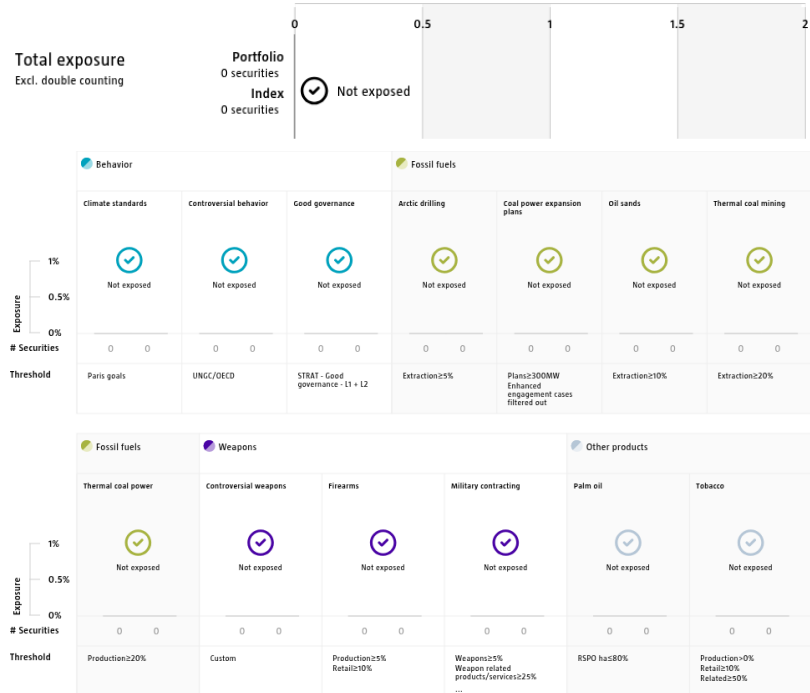 0 0.5 1 1.5 2
Total exposure
Excl. double counting
Portfolio
0 securities
Index
0 securities
Not exposed
Behavior
Fossil fuels
Climate standards
Controversial behavior
Good governance
Arctic drilling
Coal power expansion
plans
Oil sands
Thermal coal mining
Exposure
1%
0.5%
0%
Not exposed
Not exposed
Not exposed
Not exposed
Not exposed
Not exposed
Not exposed
# Securities
0 0
0 0
0 0
0 0
0 0
0 0
0 0
Threshold
Paris goals
UNGC/OECD
STRAT - Good
governance - L1 + L2
Extraction≥5%
Plans≥300MW
Enhanced
engagement cases
filtered out
Extraction≥10%
Extraction≥20%
Fossil fuels
Weapons
Other products
Thermal coal power
Controversial weapons
Firearms
Military contracting
Palm oil
Tobacco
Exposure
1%
0.5%
0%
Not exposed
Not exposed
Not exposed
Not exposed
Not exposed
Not exposed
# Securities
0 0
0 0
0 0
0 0
0 0
0 0
Threshold
Production≥20%
Custom
Production≥5%
Retail≥10%
Weapons≥5%
Weapon related
products/services≥25%
...
RSPO ha≤80%
Production>0%
Retail≥10%
Related≥50%